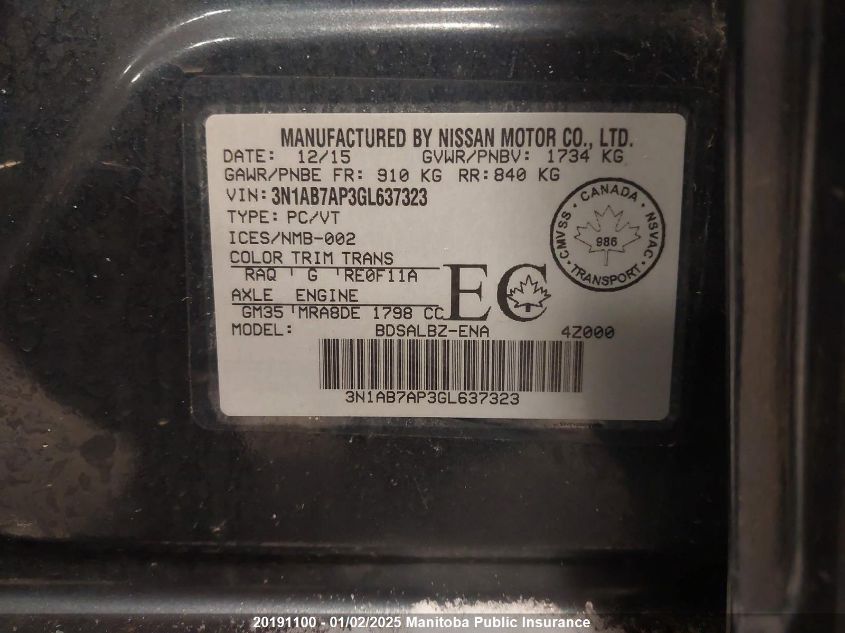 MANUFACTURED BY NISSAN MOTOR CO., LTD.
DATE: 12/15 GVWR/PNBV: 1734 KG
GAWR/PNBE FR: 910 KG RR: 840 KG
VIN: 3N1AB7AP3GL637323
TYPE: PC/VT
ICES/NMB-002
COLOR TRIM TRANS
RAQ G RE0F11A
AXLE ENGINE
GM35 MRA8DE 1798 CC
EC
MODEL: BDSALBZ-ENA 4Z000
3N1AB7AP3GL637323
CANADA
CMVSS 986 NSVAC
TRANSPORT
20191100 - 01/02/2025 Manitoba Public Insurance